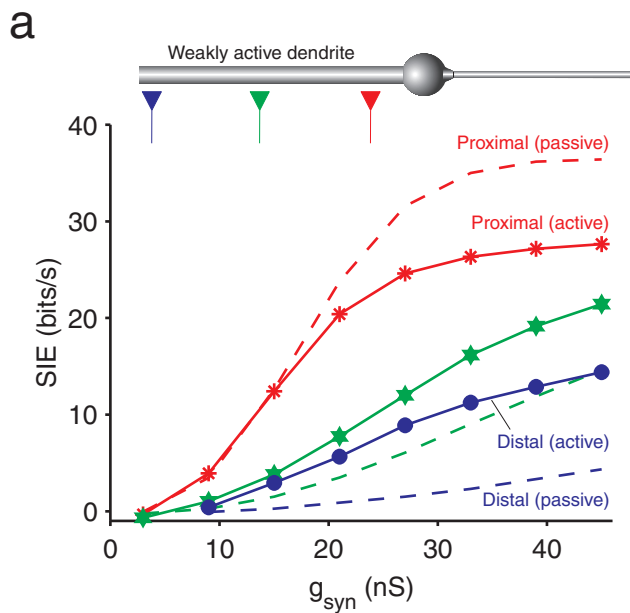 a
Weakly active dendrite
40
30
20
10
0
SIE (bits/s)
Proximal (passive)
Proximal (active)
Distal (active)
Distal (passive)
0 10 20 30 40
g_syn (nS)